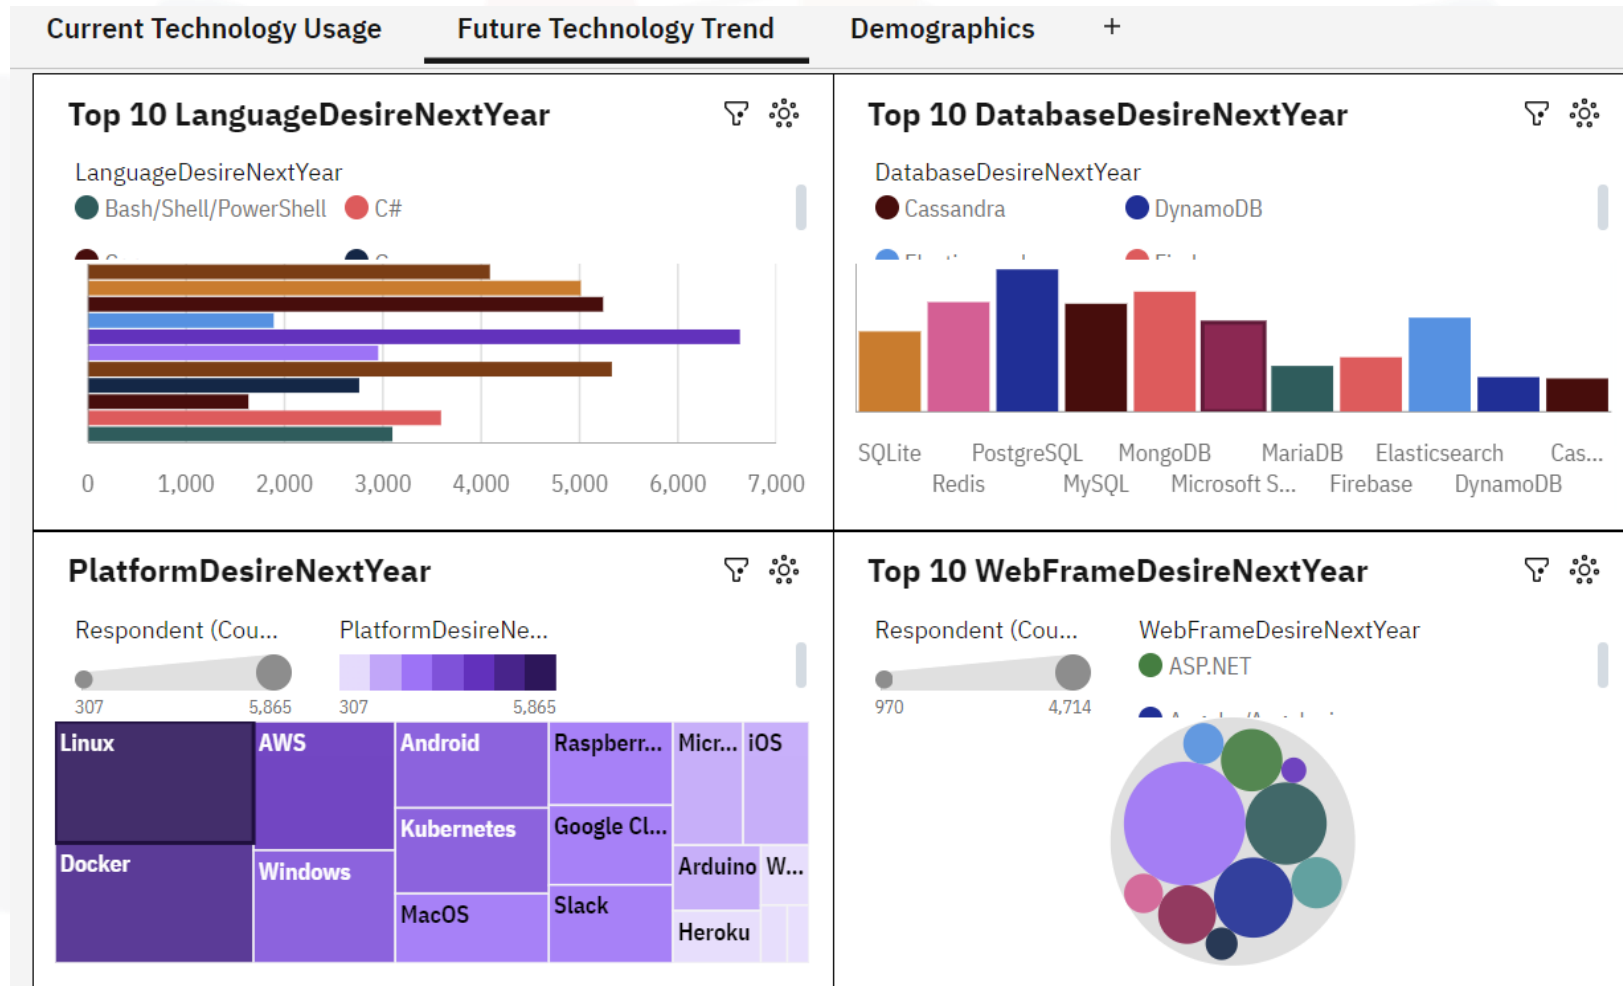 Current Technology Usage Future Technology Trend Demographics +
Top 10 LanguageDesireNextYear
LanguageDesireNextYear
Bash/Shell/PowerShell C#
0 1,000 2,000 3,000 4,000 5,000 6,000 7,000
Top 10 DatabaseDesireNextYear
DatabaseDesireNextYear
Cassandra DynamoDB
SQLite PostgreSQL MongoDB MariaDB Elasticsearch Cas...
Redis MySQL Microsoft S... Firebase DynamoDB
PlatformDesireNextYear
Respondent (Cou... PlatformDesireNe...
307 5,865 307 5,865
Linux AWS Android Raspberr... Micr... iOS
Kubernetes Google Cl...
Docker Windows Arduino W...
MacOS Slack
Heroku
Top 10 WebFrameDesireNextYear
Respondent (Cou... WebFrameDesireNextYear
ASP.NET
970 4,714